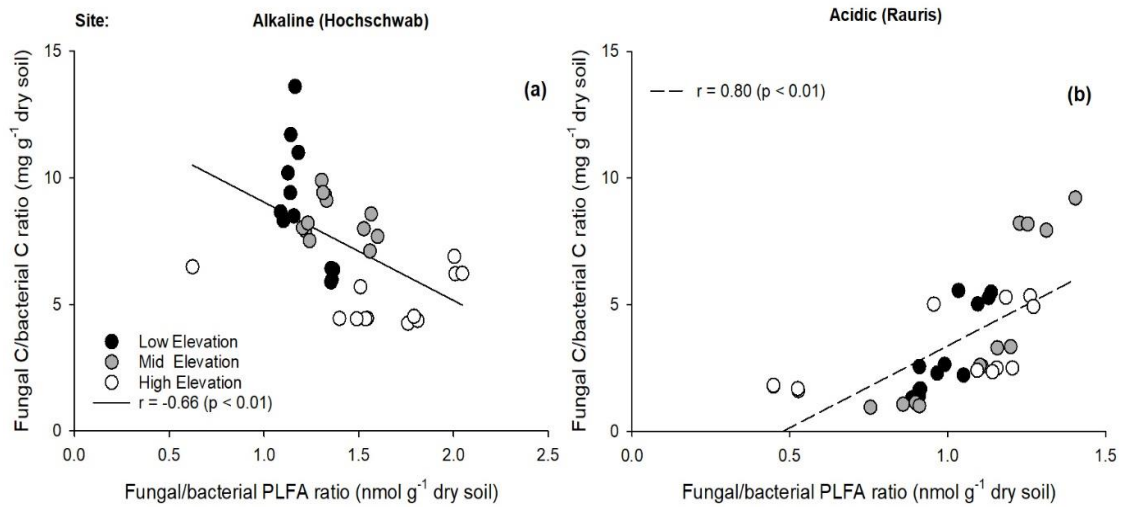 Site: Alkaline (Hochschwab)
Acidic (Rauris)
Fungal C/bacterial C ratio (mg g⁻¹ dry soil)
15
10
5
0
(a)
Low Elevation
Mid Elevation
High Elevation
r = -0.66 (p < 0.01)
0.0 0.5 1.0 1.5 2.0 2.5
Fungal/bacterial PLFA ratio (nmol g⁻¹ dry soil)
Fungal C/bacterial C ratio (mg g⁻¹ dry soil)
15
10
5
0
r = 0.80 (p < 0.01)
(b)
0.0 0.5 1.0 1.5
Fungal/bacterial PLFA ratio (nmol g⁻¹ dry soil)